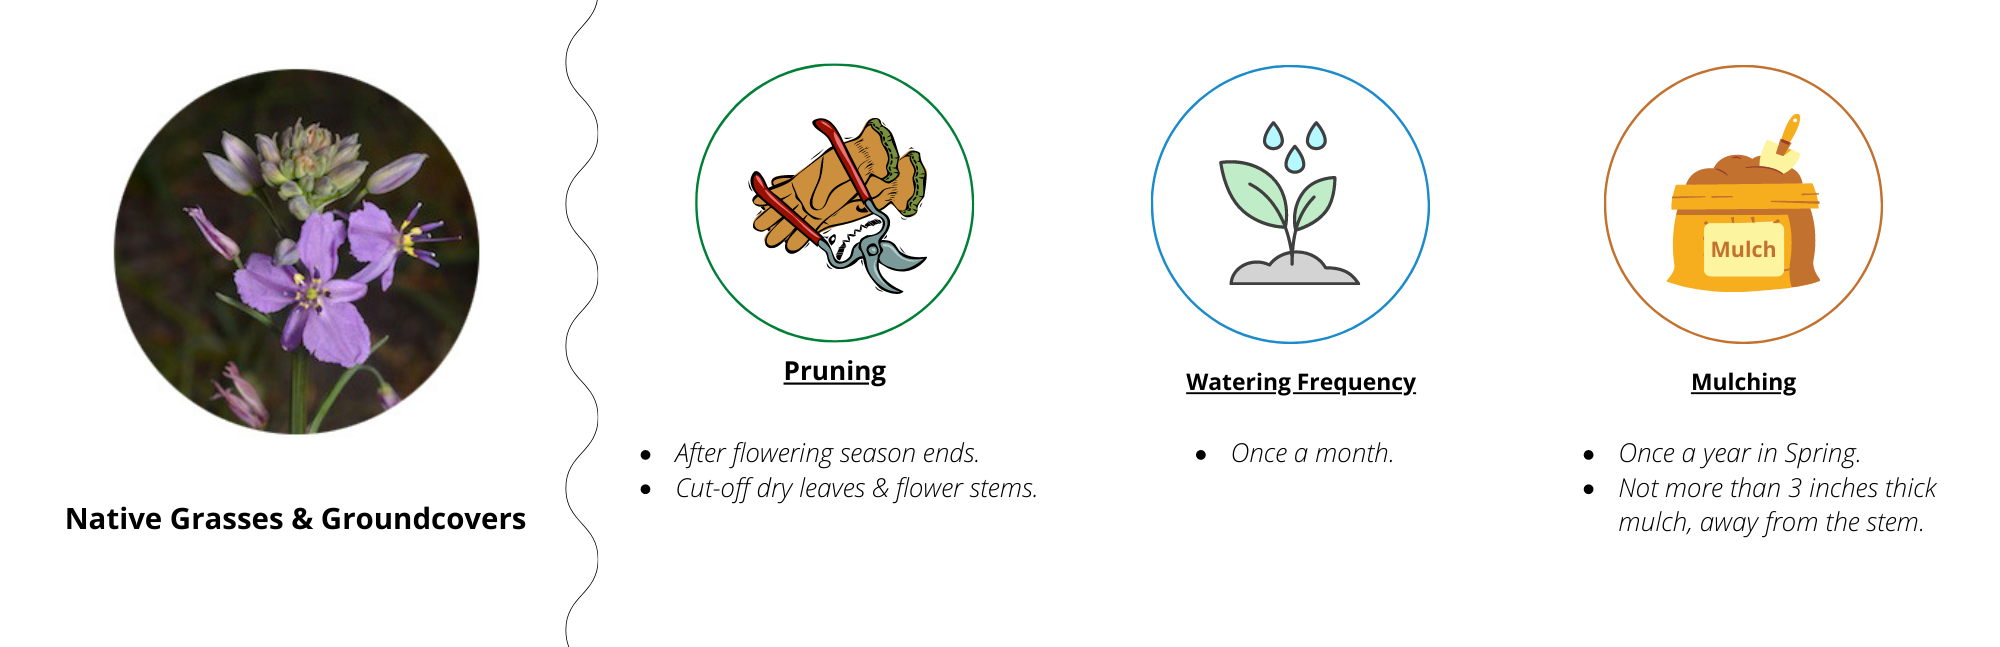 Native Grasses & Groundcovers
Pruning
• After flowering season ends.
• Cut-off dry leaves & flower stems.
Watering Frequency
• Once a month.
Mulch
Mulching
• Once a year in Spring.
• Not more than 3 inches thick
mulch, away from the stem.